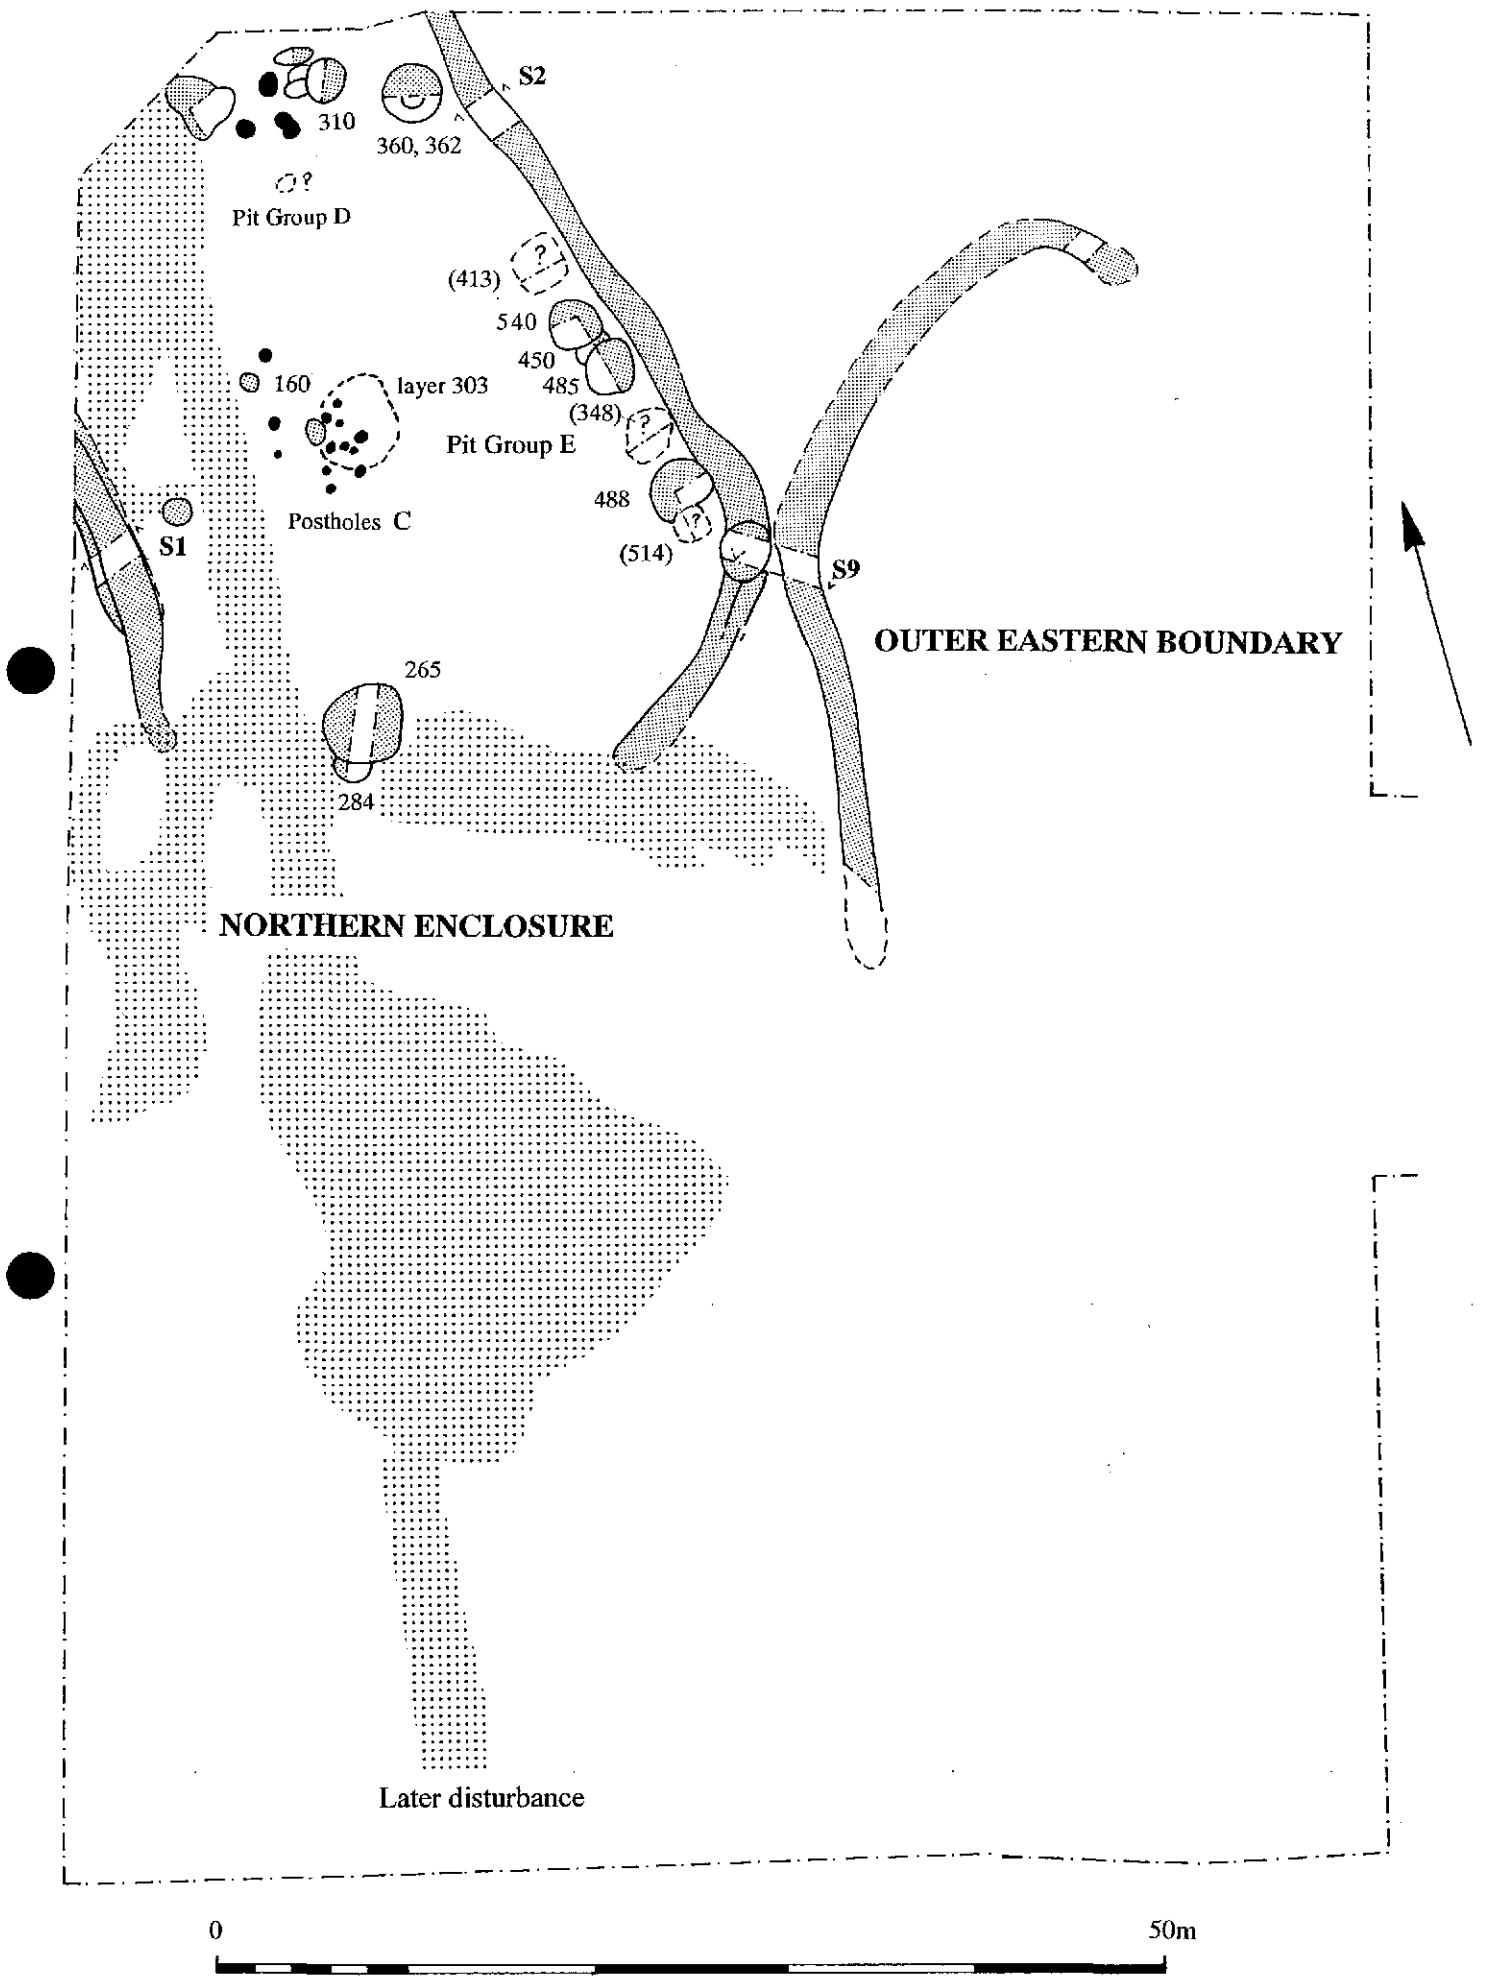 S2
310
360, 362
?
Pit Group D
?
(413)
540
450
160
layer 303
485
(348)
?
Pit Group E
488
?
Postholes C
S1
(514)
S9
OUTER EASTERN BOUNDARY
265
284
NORTHERN ENCLOSURE
Later disturbance
0
50m